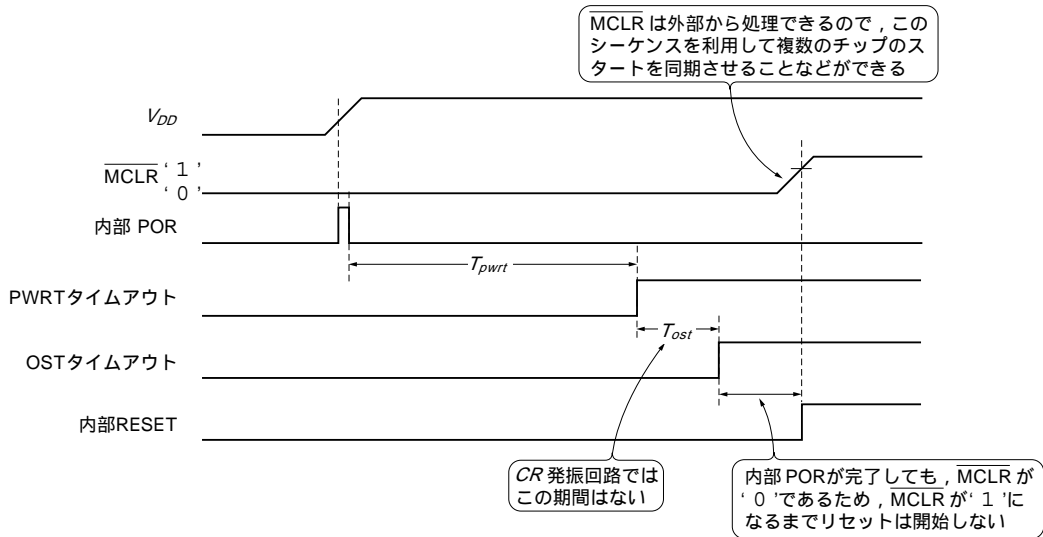 MCLR は外部から処理できるので，この
シーケンスを利用して複数のチップのス
タートを同期させることなどができる
VDD
MCLR ‘１’
‘０’
内部 POR
Tpwrt
PWRTタイムアウト
Tost
OSTタイムアウト
内部RESET
CR 発振回路では
この期間はない
内部 PORが完了しても，MCLR が
‘０’であるため，MCLR が‘１’に
なるまでリセットは開始しない